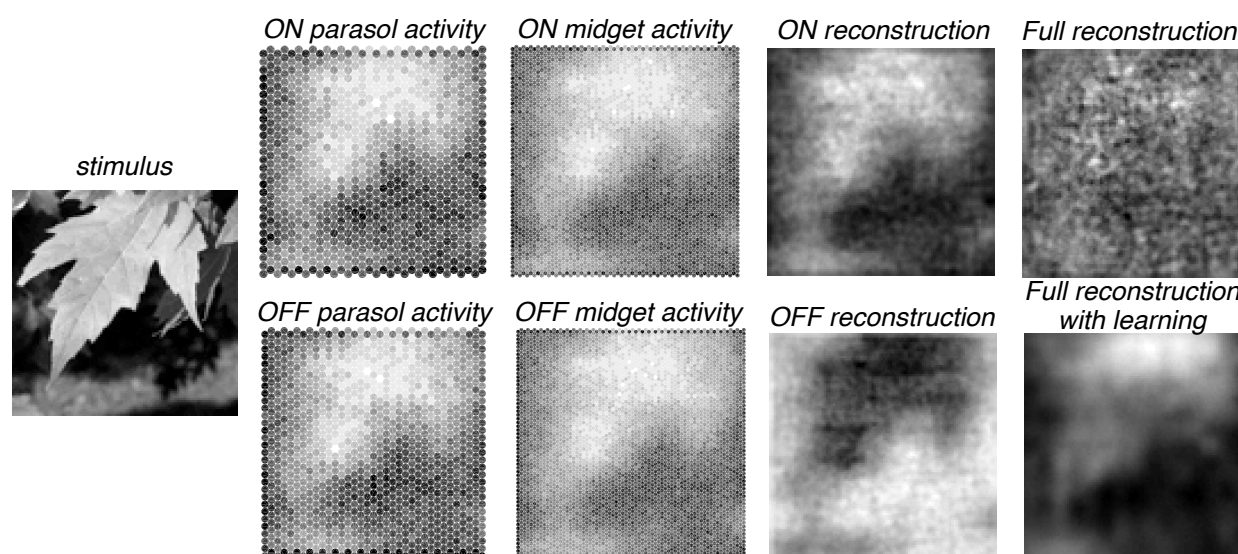 ON parasol activity
ON midget activity
ON reconstruction
Full reconstruction
stimulus
OFF parasol activity
OFF midget activity
OFF reconstruction
Full reconstruction
with learning